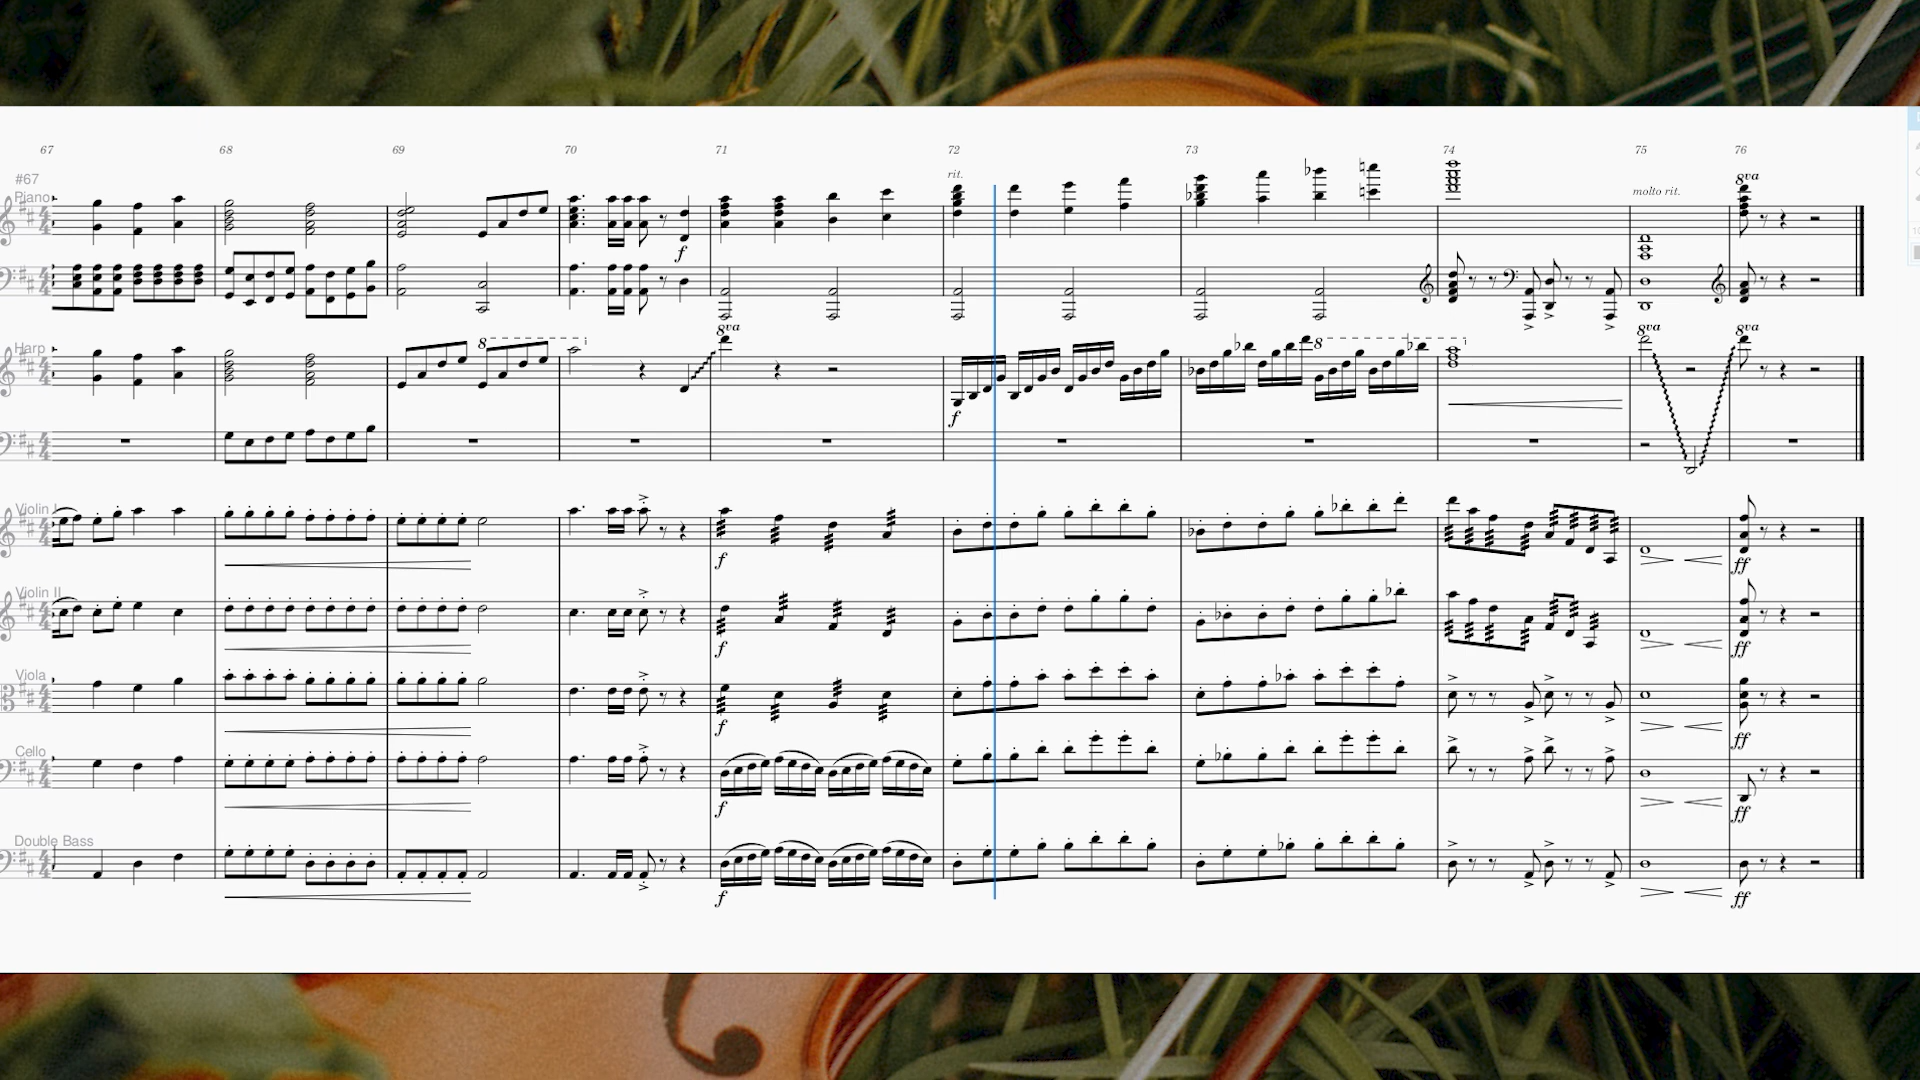 67 68 69 70 71 72 73 74 75 76
#67
rit.
molto rit.
Piano
8va
f
8va 8va 8va
Harp
8 8
f
Violin I
f ff
Violin II
f ff
Viola
f ff
Cello
f ff
Double Bass
f ff